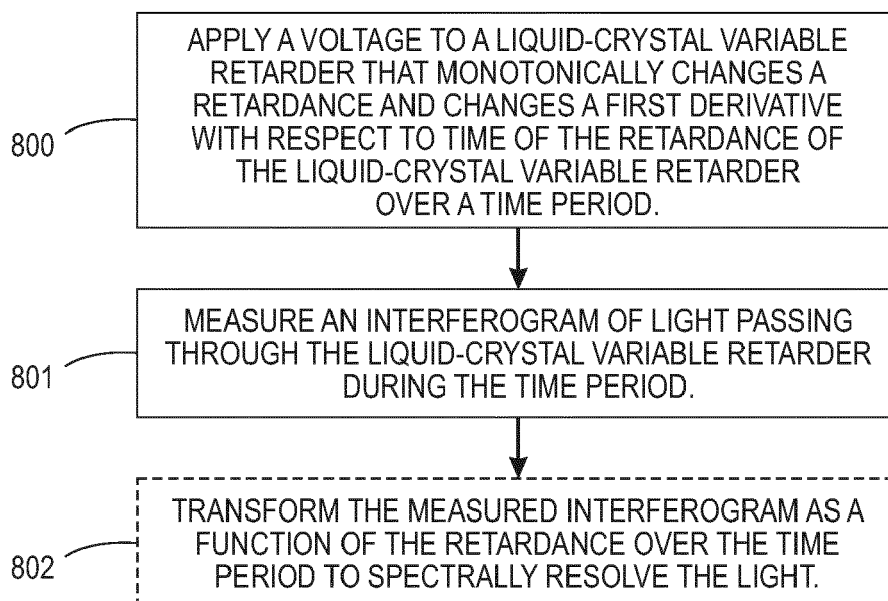 APPLY A VOLTAGE TO A LIQUID-CRYSTAL VARIABLE
RETARDER THAT MONOTONICALLY CHANGES A
RETARDANCE AND CHANGES A FIRST DERIVATIVE
WITH RESPECT TO TIME OF THE RETARDANCE OF
THE LIQUID-CRYSTAL VARIABLE RETARDER
OVER A TIME PERIOD.
800
MEASURE AN INTERFEROGRAM OF LIGHT PASSING
THROUGH THE LIQUID-CRYSTAL VARIABLE RETARDER
DURING THE TIME PERIOD.
801
TRANSFORM THE MEASURED INTERFEROGRAM AS A
FUNCTION OF THE RETARDANCE OVER THE TIME
PERIOD TO SPECTRALLY RESOLVE THE LIGHT.
802